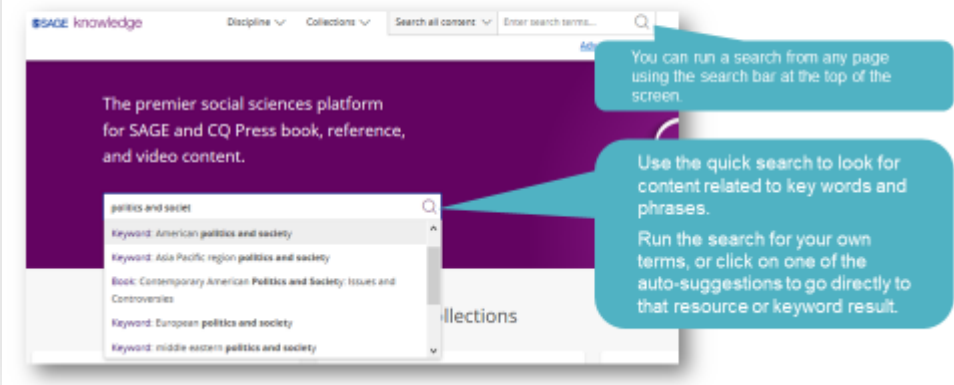 SAGE knowledge
Discipline
Collections
Search all content
Enter search terms...
Adv
You can run a search from any page
using the search bar at the top of the
screen.
The premier social sciences platform
for SAGE and CQ Press book, reference,
and video content.
politics and societ
Keyword: American politics and society
Keyword: Asia Pacific region politics and society
Book: Contemporary American Politics and Society: Issues and
Controversies
Keyword: European politics and society
Keyword: middle eastern politics and society
Use the quick search to look for
content related to key words and
phrases.
Run the search for your own
terms, or click on one of the
auto-suggestions to go directly to
that resource or keyword result.
llections